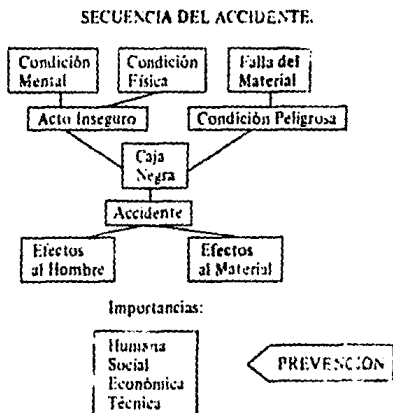 SECUENCIA DEL ACCIDENTE.
Condición
Mental
Condición
Física
Falla del
Material
Acto Inseguro
Condición Peligrosa
Caja
Negra
Accidente
Efectos
al Hombre
Efectos
al Material
Importancias:
Humana
Social
Económica
Técnica
PREVENCION